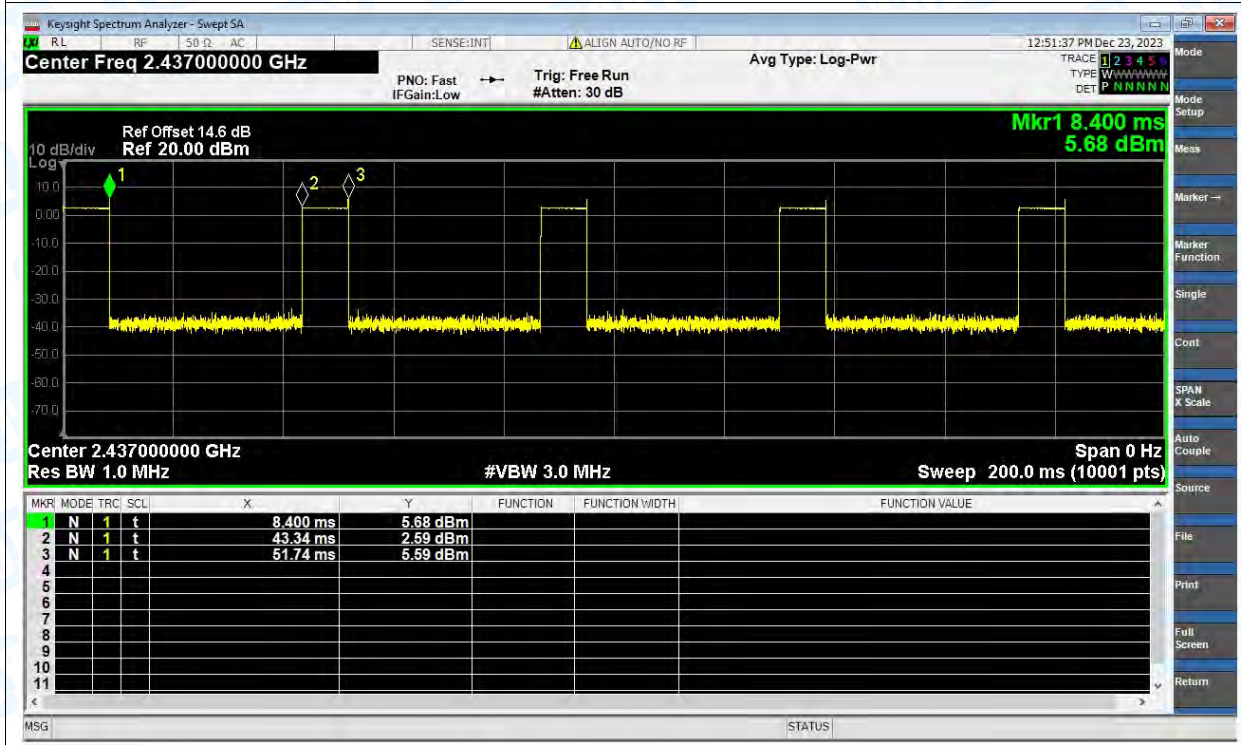 Keysight Spectrum Analyzer - Swept SA
LXI RL RF 50 Ω AC SENSE:INT ALIGN AUTO/NO RF 12:51:37 PM Dec 23, 2023
Center Freq 2.437000000 GHz
PNO: Fast
IFGain:Low
Trig: Free Run
#Atten: 30 dB
Avg Type: Log-Pwr
TRACE 1 2 3 4 5 6
TYPE WWWWWW
DET P N N N N N
Ref Offset 14.6 dB
10 dB/div Ref 20.00 dBm
Log
Mkr1 8.400 ms
5.68 dBm
1
2
3
10.0
0.00
-10.0
-20.0
-30.0
-40.0
-50.0
-60.0
-70.0
Center 2.437000000 GHz Span 0 Hz
Res BW 1.0 MHz #VBW 3.0 MHz Sweep 200.0 ms (10001 pts)
MKR MODE TRC SCL X Y FUNCTION FUNCTION WIDTH FUNCTION VALUE
1 N 1 t 8.400 ms 5.68 dBm
2 N 1 t 43.34 ms 2.59 dBm
3 N 1 t 51.74 ms 5.59 dBm
4
5
6
7
8
9
10
11
MSG STATUS
Mode
Mode
Setup
Meas
Marker →
Marker
Function
Single
Cont
SPAN
X Scale
Auto
Couple
Source
File
Print
Full
Screen
Return